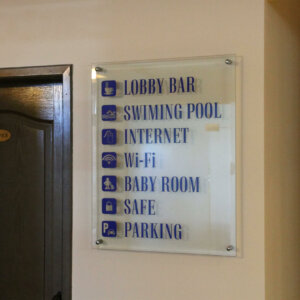 LOBBY BAR
SWIMING POOL
INTERNET
Wi-Fi
BABY ROOM
SAFE
P PARKING